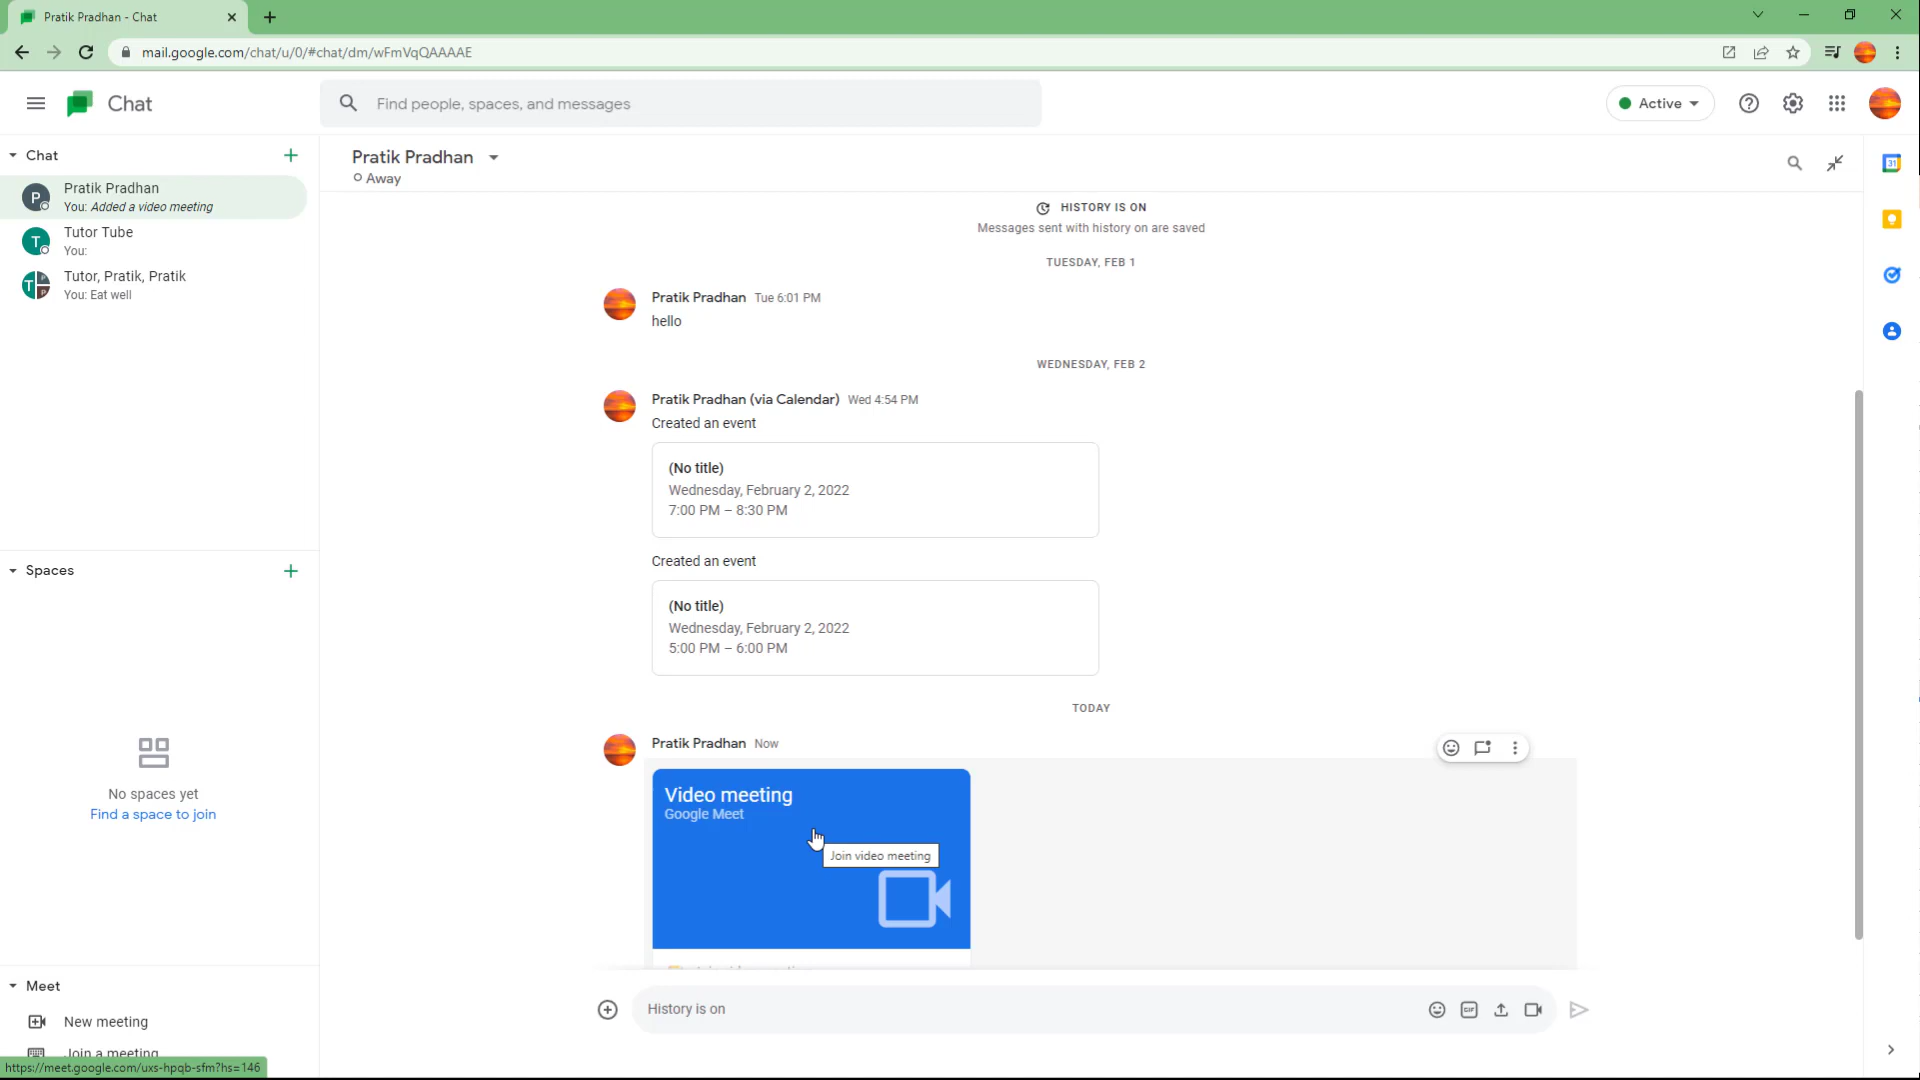 Pratik Pradhan - Chat
mail.google.com/chat/u/0/#chat/dm/wFmVqQAAAAE
Chat
Find people, spaces, and messages
Active
31
Chat
P
Pratik Pradhan
You: Added a video meeting
T
Tutor Tube
You:
T P P
Tutor, Pratik, Pratik
You: Eat well
Spaces
No spaces yet
Find a space to join
Meet
New meeting
Join a meeting
https://meet.google.com/uxs-hpqb-sfm?hs=146
Pratik Pradhan
Away
HISTORY IS ON
Messages sent with history on are saved
TUESDAY, FEB 1
Pratik Pradhan Tue 6:01 PM
hello
WEDNESDAY, FEB 2
Pratik Pradhan (via Calendar) Wed 4:54 PM
Created an event
(No title)
Wednesday, February 2, 2022
7:00 PM – 8:30 PM
Created an event
(No title)
Wednesday, February 2, 2022
5:00 PM – 6:00 PM
TODAY
Pratik Pradhan Now
Video meeting
Google Meet
Join video meeting
History is on
GIF